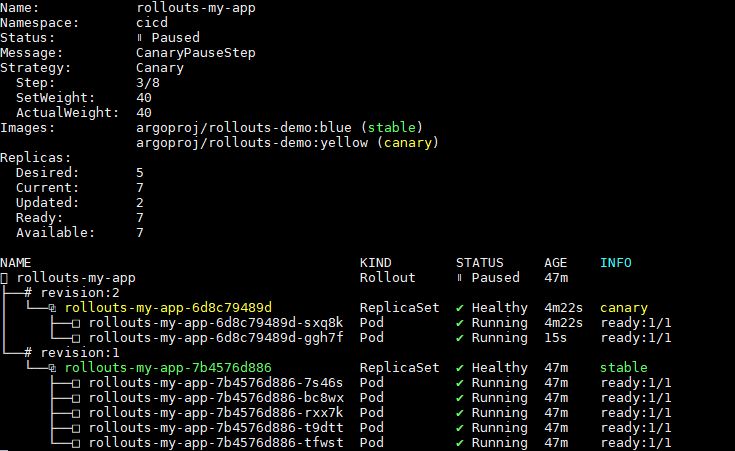 Name:            rollouts-my-app
Namespace:       cicd
Status:          ॥ Paused
Message:         CanaryPauseStep
Strategy:        Canary
  Step:          3/8
  SetWeight:     40
  ActualWeight:  40
Images:          argoproj/rollouts-demo:blue (stable)
                 argoproj/rollouts-demo:yellow (canary)
Replicas:
  Desired:       5
  Current:       7
  Updated:       2
  Ready:         7
  Available:     7

NAME                                         KIND        STATUS     AGE    INFO
rollouts-my-app                            Rollout     ॥ Paused   47m
├──# revision:2
│  └──⧉ rollouts-my-app-6d8c79489d           ReplicaSet  ✔ Healthy  4m22s  canary
│     ├──□ rollouts-my-app-6d8c79489d-sxq8k  Pod         ✔ Running  4m22s  ready:1/1
│     └──□ rollouts-my-app-6d8c79489d-ggh7f  Pod         ✔ Running  15s    ready:1/1
└──# revision:1
   └──⧉ rollouts-my-app-7b4576d886           ReplicaSet  ✔ Healthy  47m    stable
      ├──□ rollouts-my-app-7b4576d886-7s46s  Pod         ✔ Running  47m    ready:1/1
      ├──□ rollouts-my-app-7b4576d886-bc8wx  Pod         ✔ Running  47m    ready:1/1
      ├──□ rollouts-my-app-7b4576d886-rxx7k  Pod         ✔ Running  47m    ready:1/1
      ├──□ rollouts-my-app-7b4576d886-t9dtt  Pod         ✔ Running  47m    ready:1/1
      └──□ rollouts-my-app-7b4576d886-tfwst  Pod         ✔ Running  47m    ready:1/1